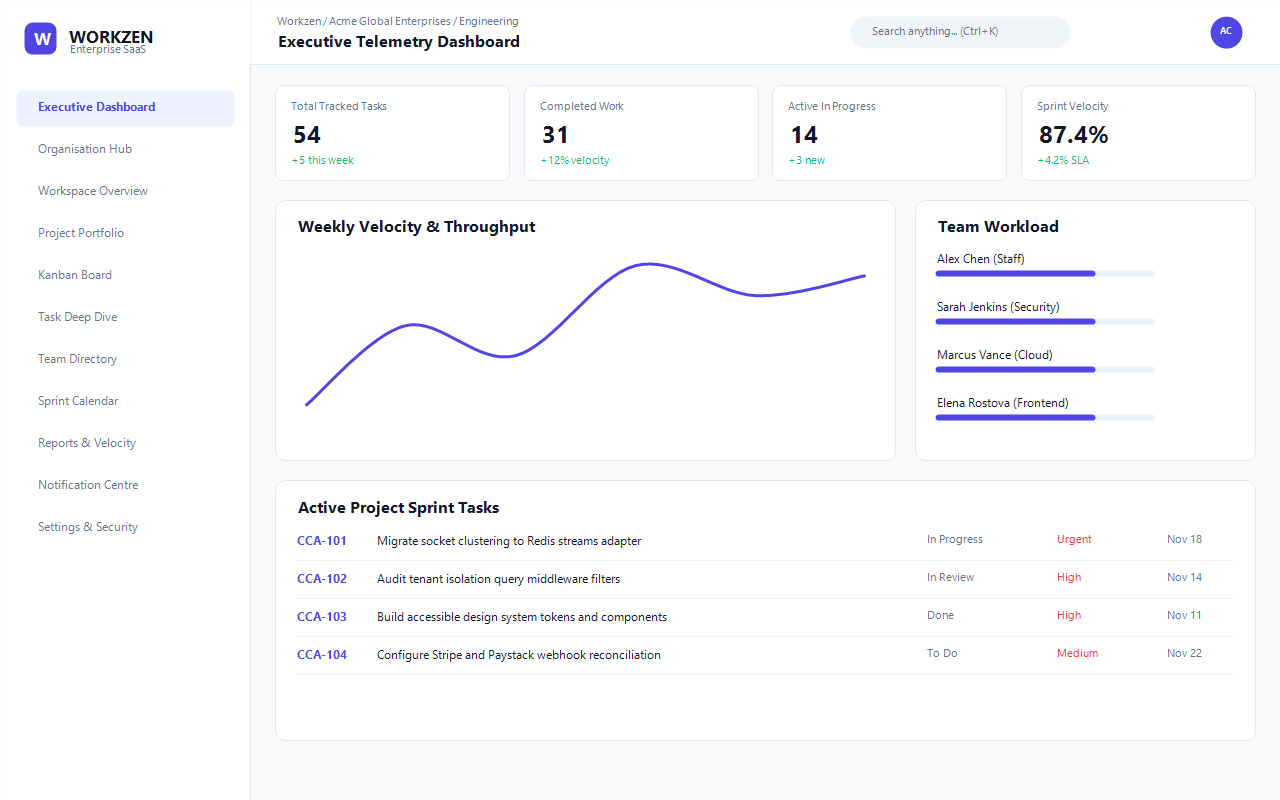 W
WORKZEN
Enterprise SaaS
Executive Dashboard
Organisation Hub
Workspace Overview
Project Portfolio
Kanban Board
Task Deep Dive
Team Directory
Sprint Calendar
Reports & Velocity
Notification Centre
Settings & Security
Workzen / Acme Global Enterprises / Engineering
Executive Telemetry Dashboard
Search anything... (Ctrl+K)
AC
Total Tracked Tasks
54
+5 this week
Completed Work
31
+12% velocity
Active In Progress
14
+3 new
Sprint Velocity
87.4%
+4.2% SLA
Weekly Velocity & Throughput
Team Workload
Alex Chen (Staff)
Sarah Jenkins (Security)
Marcus Vance (Cloud)
Elena Rostova (Frontend)
Active Project Sprint Tasks
CCA-101 Migrate socket clustering to Redis streams adapter In Progress Urgent Nov 18
CCA-102 Audit tenant isolation query middleware filters In Review High Nov 14
CCA-103 Build accessible design system tokens and components Done High Nov 11
CCA-104 Configure Stripe and Paystack webhook reconciliation To Do Medium Nov 22